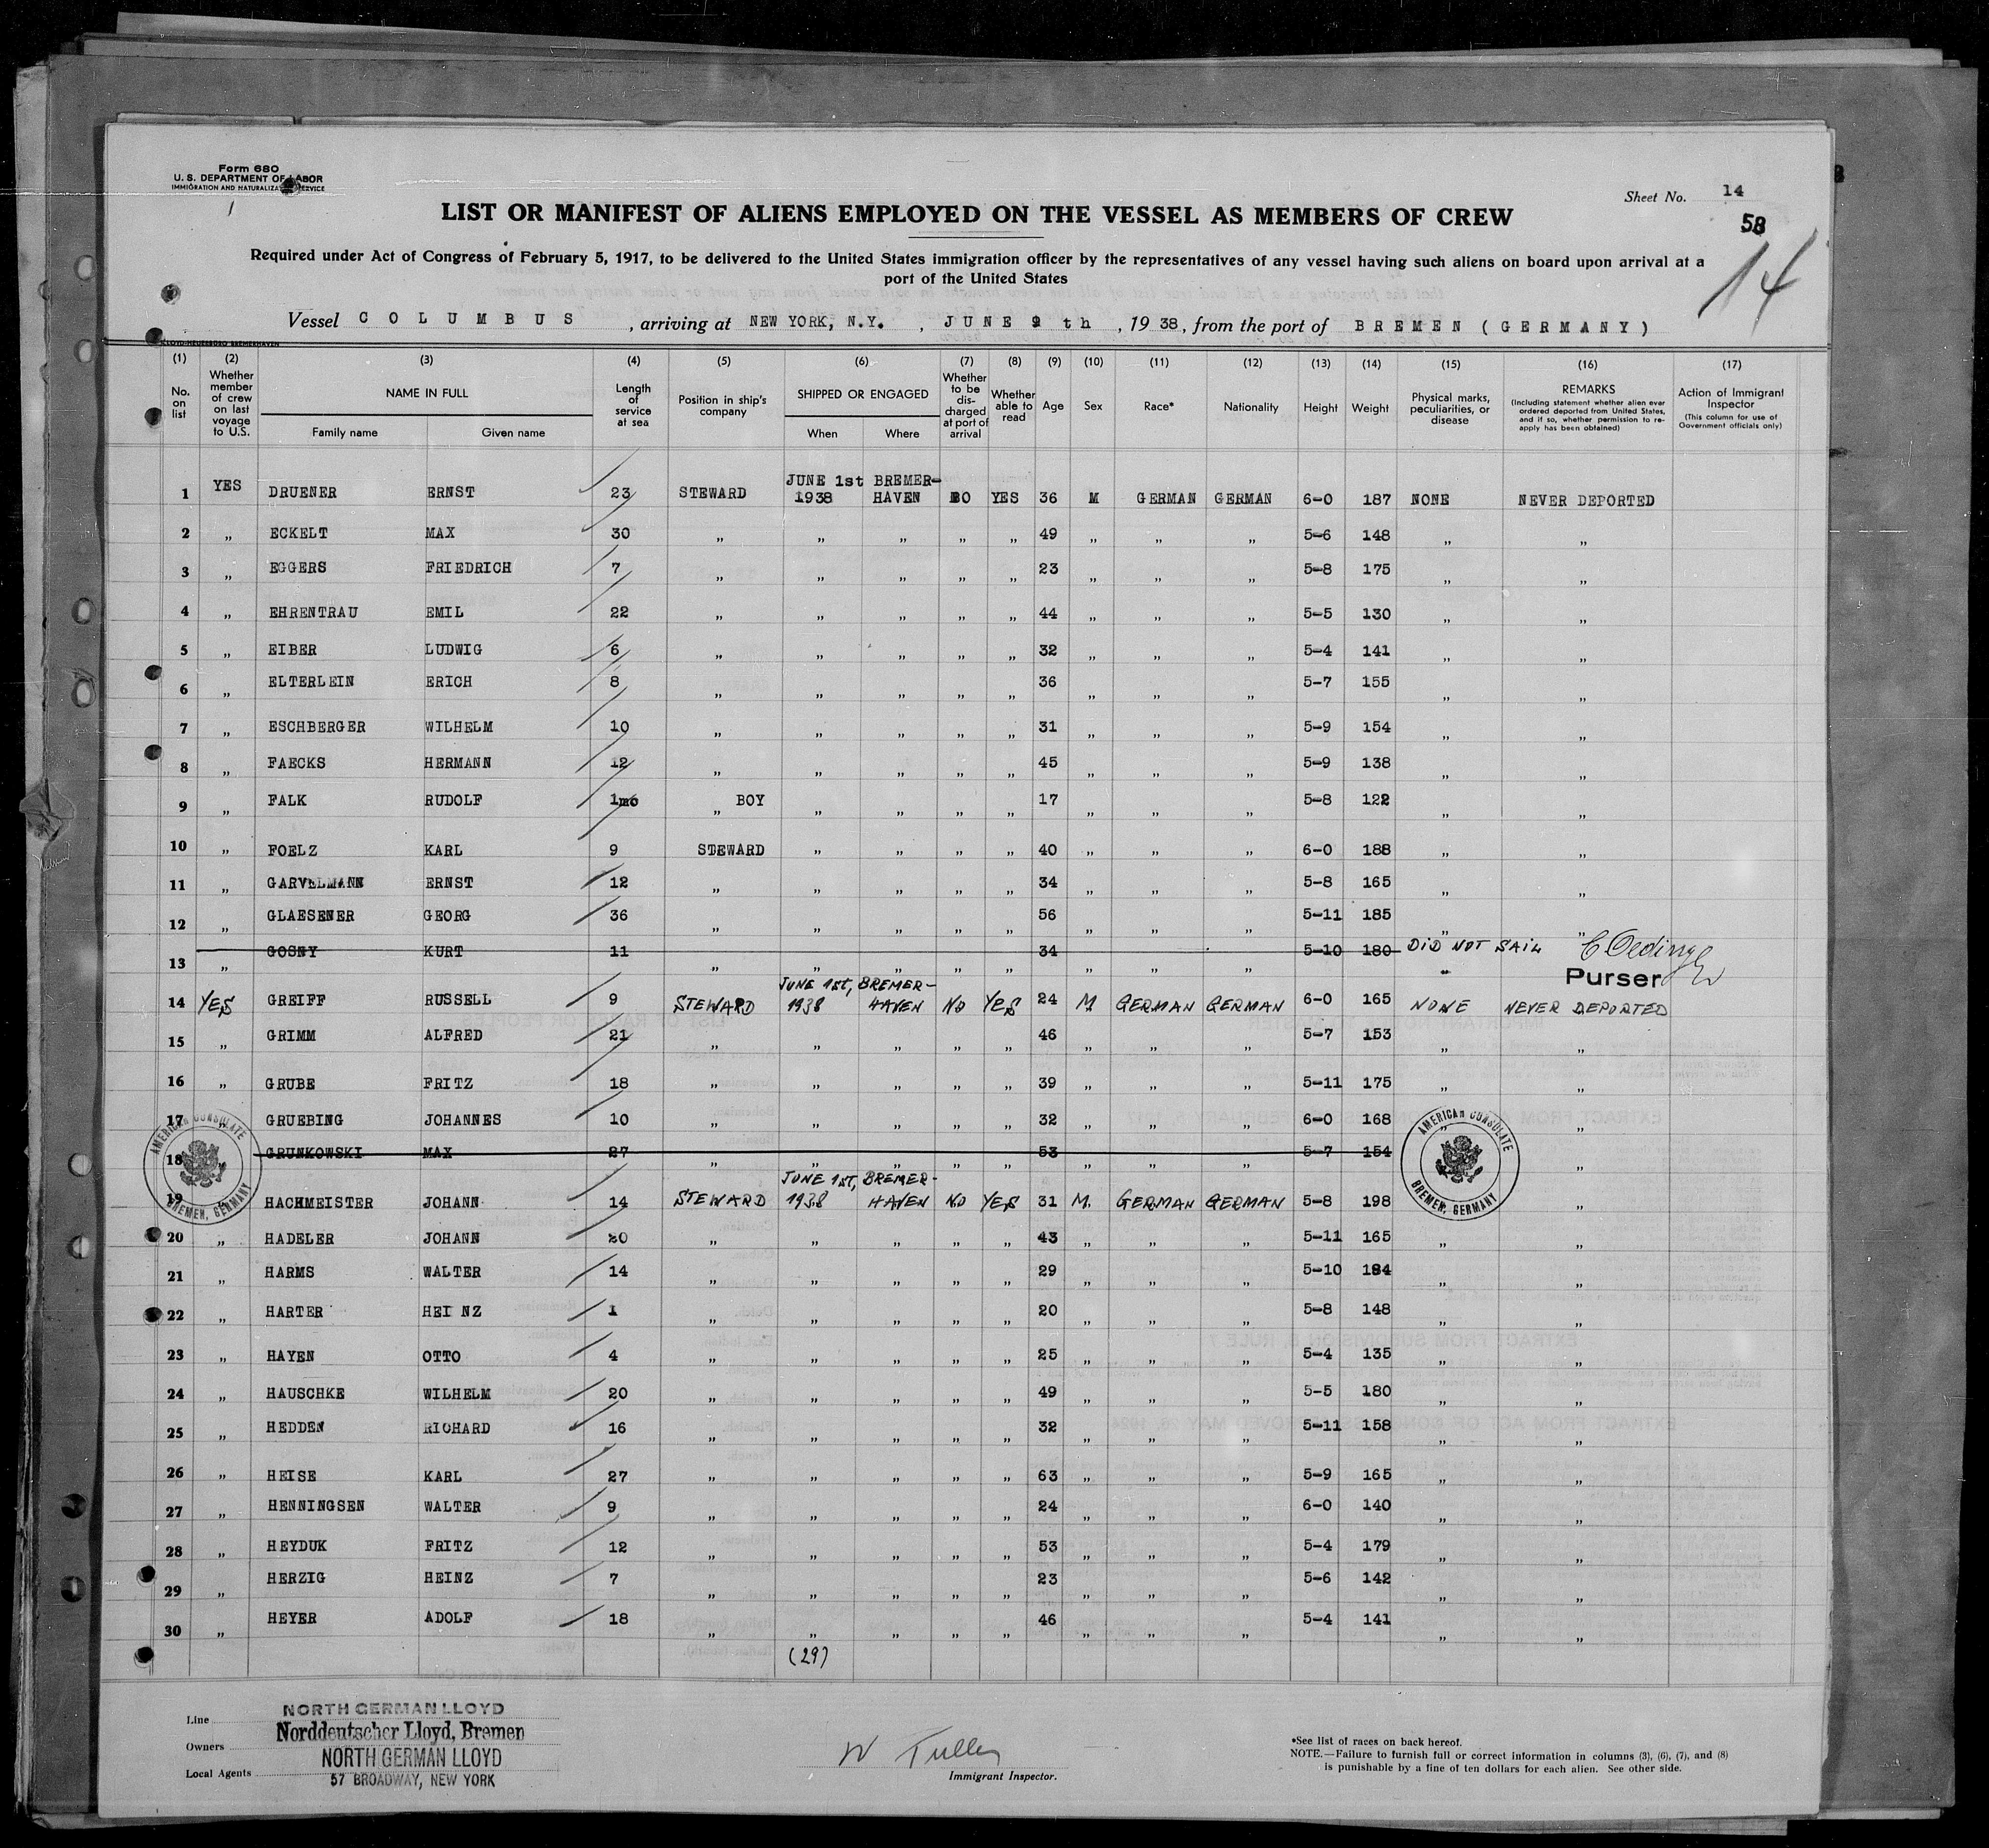 Form 680
U. S. DEPARTMENT OF LABOR
IMMIGRATION AND NATURALIZATION SERVICE
Sheet No. 14
58
14
LIST OR MANIFEST OF ALIENS EMPLOYED ON THE VESSEL AS MEMBERS OF CREW
Required under Act of Congress of February 5, 1917, to be delivered to the United States immigration officer by the representatives of any vessel having such aliens on board upon arrival at a
port of the United States
Vessel COLUMBUS, arriving at NEW YORK, N.Y., JUNE 9th, 1938, from the port of BREMEN (GERMANY)
(1) (2) (3) (4) (5) (6) (7) (8) (9) (10) (11) (12) (13) (14) (15) (16) (17)
No. on list
Whether member of crew on last voyage to U.S.
NAME IN FULL
Family name Given name
Length of service at sea
Position in ship's company
SHIPPED OR ENGAGED
When Where
Whether to be discharged at port of arrival
Whether able to read
Age Sex Race* Nationality Height Weight
Physical marks, peculiarities, or disease
REMARKS
(Including statement whether alien ever ordered deported from United States, and if so, whether permission to re-apply has been obtained)
Action of Immigrant Inspector
(This column for use of Government officials only)
1 YES DRUENER ERNST 23 STEWARD JUNE 1st 1938 BREMER-HAVEN NO YES 36 M GERMAN GERMAN 6-0 187 NONE NEVER DEPORTED
2 " ECKELT MAX 30 " " " " " 49 " " " 5-6 148 " "
3 " EGGERS FRIEDRICH 7 " " " " " 23 " " " 5-8 175 " "
4 " EHRENTRAU EMIL 22 " " " " " 44 " " " 5-5 130 " "
5 " EIBER LUDWIG 6 " " " " " 32 " " " 5-4 141 " "
6 " ELTERLEIN ERICH 8 " " " " " 36 " " " 5-7 155 " "
7 " ESCHBERGER WILHELM 10 " " " " " 31 " " " 5-9 154 " "
8 " FAECKS HERMANN 12 " " " " " 45 " " " 5-9 138 " "
9 " FALK RUDOLF 1mo " BOY " " " " 17 " " " 5-8 122 " "
10 " FOELZ KARL 9 STEWARD " " " " 40 " " " 6-0 188 " "
11 " GARVELMANN ERNST 12 " " " " " 34 " " " 5-8 165 " "
12 " GLAESENER GEORG 36 " " " " " 56 " " " 5-11 185 " "
13 " GOSNY KURT 11 " " " " " 34 " " " 5-10 180 DID NOT SAIL "
Purser
14 YES GREIFF RUSSELL 9 STEWARD JUNE 1st, 1938 BREMER-HAVEN NO YES 24 M GERMAN GERMAN 6-0 165 NONE NEVER DEPORTED
15 " GRIMM ALFRED 21 " " " " " 46 " " " 5-7 153 " "
16 " GRUBE FRITZ 18 " " " " " 39 " " " 5-11 175 " "
17 " GRUEBING JOHANNES 10 " " " " " 32 " " " 6-0 168 " "
18 " GRUNKOWSKI MAX 27 " " " " " 53 " " " 5-7 154 "
19 " HACHMEISTER JOHANN 14 STEWARD JUNE 1ST, 1938 BREMER-HAVEN NO YES 31 M. GERMAN GERMAN 5-8 198 "
AMERICAN CONSULATE BREMEN, GERMANY
AMERICAN CONSULATE BREMEN, GERMANY
20 " HADELER JOHANN 20 " " " " " 43 " " " 5-11 165 " "
21 " HARMS WALTER 14 " " " " " 29 " " " 5-10 184 " "
22 " HARTER HEINZ 1 " " " " " 20 " " " 5-8 148 " "
23 " HAYEN OTTO 4 " " " " " 25 " " " 5-4 135 " "
24 " HAUSCHKE WILHELM 20 " " " " " 49 " " " 5-5 180 " "
25 " HEDDEN RICHARD 16 " " " " " 32 " " " 5-11 158 " "
26 " HEISE KARL 27 " " " " " 63 " " " 5-9 165 " "
27 " HENNINGSEN WALTER 9 " " " " " 24 " " " 6-0 140 " "
28 " HEYDUK FRITZ 12 " " " " " 53 " " " 5-4 179 " "
29 " HERZIG HEINZ 7 " " " " " 23 " " " 5-6 142 " "
30 " HEYER ADOLF 18 " " " " " 46 " " " 5-4 141 " "
(29)
Line NORTH GERMAN LLOYD
Owners Norddeutscher Lloyd, Bremen
Local Agents NORTH GERMAN LLOYD
57 BROADWAY, NEW YORK
Immigrant Inspector.
*See list of races on back hereof.
NOTE.—Failure to furnish full or correct information in columns (3), (6), (7), and (8)
is punishable by a fine of ten dollars for each alien. See other side.